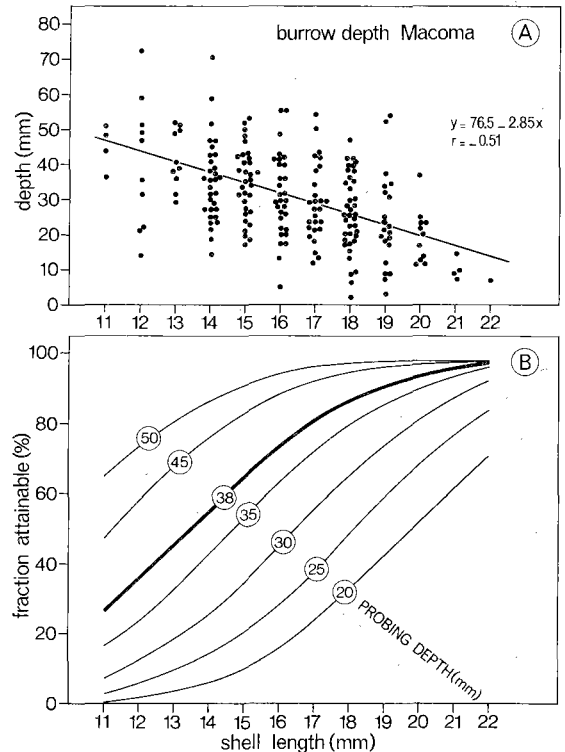 burrow depth Macoma
A
80
70
60
50
40
30
20
10
0
depth (mm)
y = 76.5 _ 2.85x
r = _ 0.51
11 12 13 14 15 16 17 18 19 20 21 22
B
100
80
60
40
20
0
fraction attainable (%)
50
45
38
35
30
25
20
PROBING DEPTH (mm)
11 12 13 14 15 16 17 18 19 20 21 22
shell length (mm)